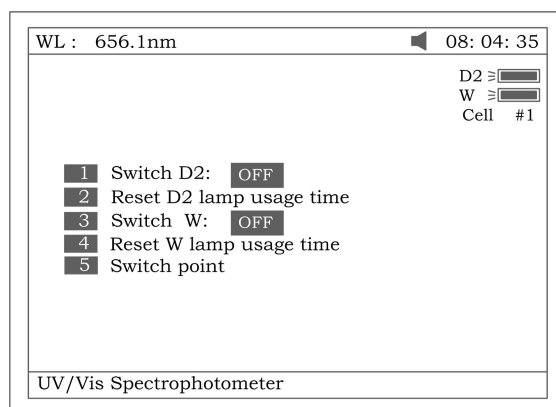 WL : 656.1nm 08: 04: 35
D2
W
Cell #1
1 Switch D2: OFF
2 Reset D2 lamp usage time
3 Switch W: OFF
4 Reset W lamp usage time
5 Switch point
UV/Vis Spectrophotometer